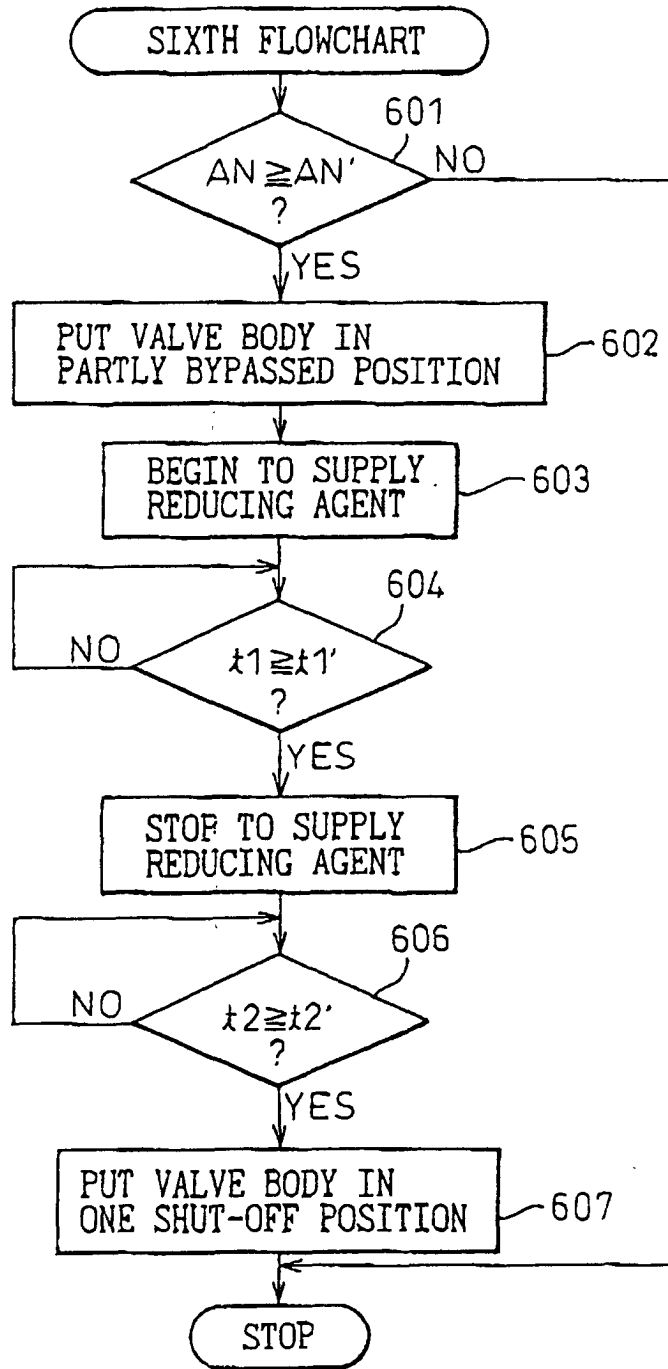 SIXTH FLOWCHART
601
AN ≧ AN'
?
NO
YES
PUT VALVE BODY IN
PARTLY BYPASSED POSITION
602
BEGIN TO SUPPLY
REDUCING AGENT
603
604
t1≧t1'
?
NO
YES
STOP TO SUPPLY
REDUCING AGENT
605
606
t2≧t2'
?
NO
YES
PUT VALVE BODY IN
ONE SHUT-OFF POSITION
607
STOP